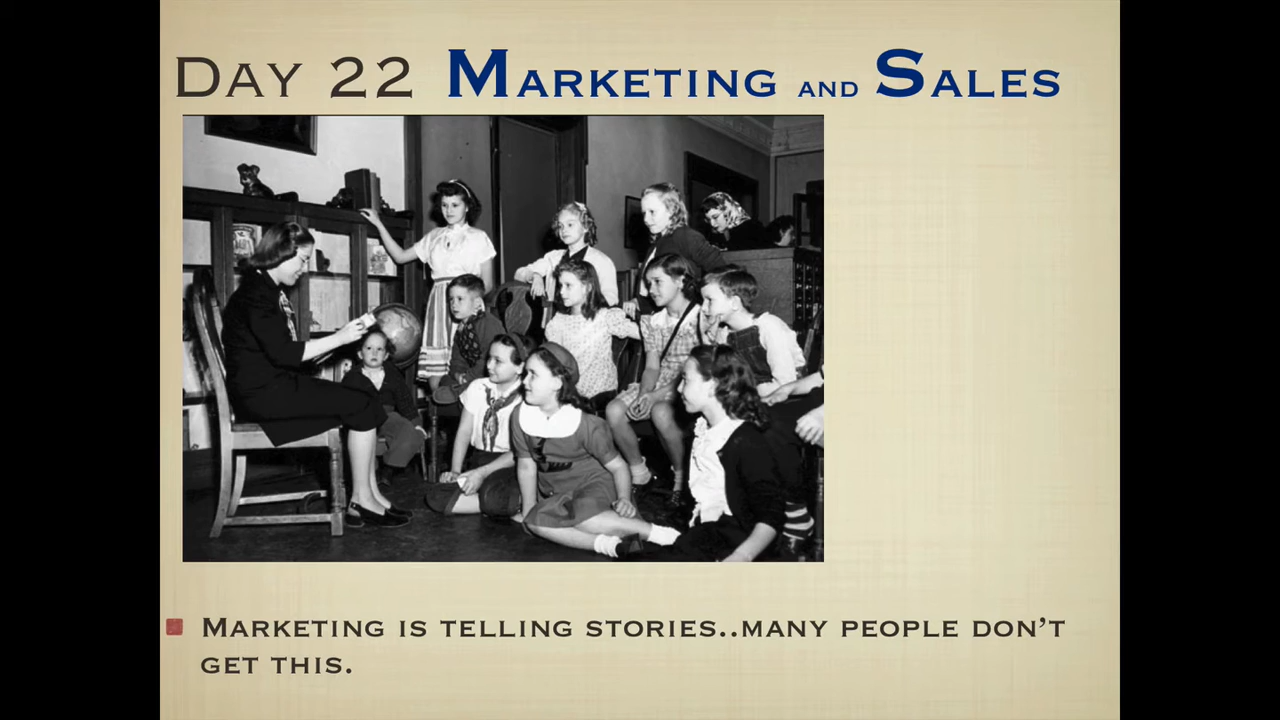 Day 22 Marketing and Sales
Marketing is telling stories..many people don't
get this.